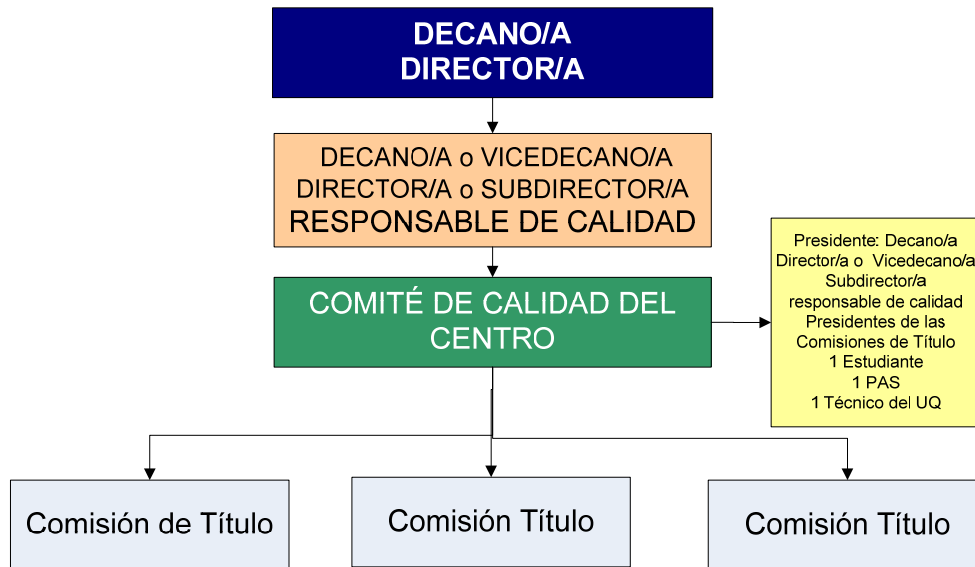 DECANO/A
DIRECTOR/A
DECANO/A o VICEDECANO/A
DIRECTOR/A o SUBDIRECTOR/A
RESPONSABLE DE CALIDAD
COMITÉ DE CALIDAD DEL
CENTRO
Presidente: Decano/a
Director/a o Vicedecano/a
Subdirector/a
responsable de calidad
Presidentes de las
Comisiones de Título
1 Estudiante
1 PAS
1 Técnico del UQ
Comisión de Título
Comisión Título
Comisión Título